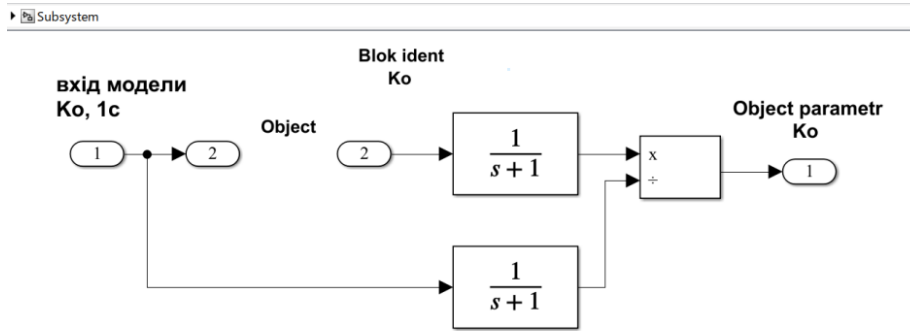 Subsystem
Blok ident
Ko
вхід модели
Ko, 1c
Object
1
2
2
1
s + 1
x
÷
Object parametr
Ko
1
1
s + 1